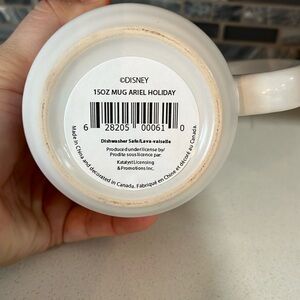 ©DISNEY
15OZ MUG ARIEL HOLIDAY
6 28205 00061 0
Dishwasher Safe/Lava-vaisselle
Produced under license by/
Produite sous licence par:
Katalyst Licensing
& Promotions Inc.
Made in China and decorated in Canada. Fabriqué en Chine et décoré au Canada.